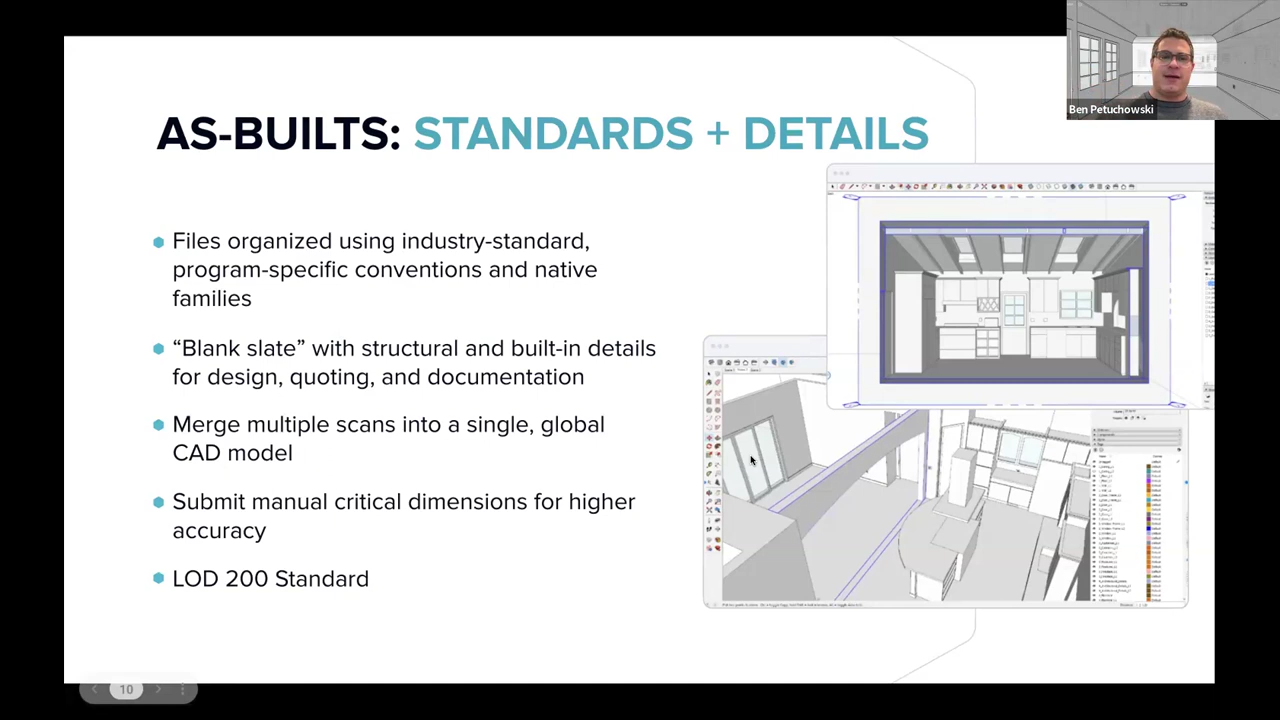 Ben Petuchowski
AS-BUILTS: STANDARDS + DETAILS
Files organized using industry-standard,
program-specific conventions and native
families
“Blank slate” with structural and built-in details
for design, quoting, and documentation
Merge multiple scans into a single, global
CAD model
Submit manual critical dimensions for higher
accuracy
LOD 200 Standard
10